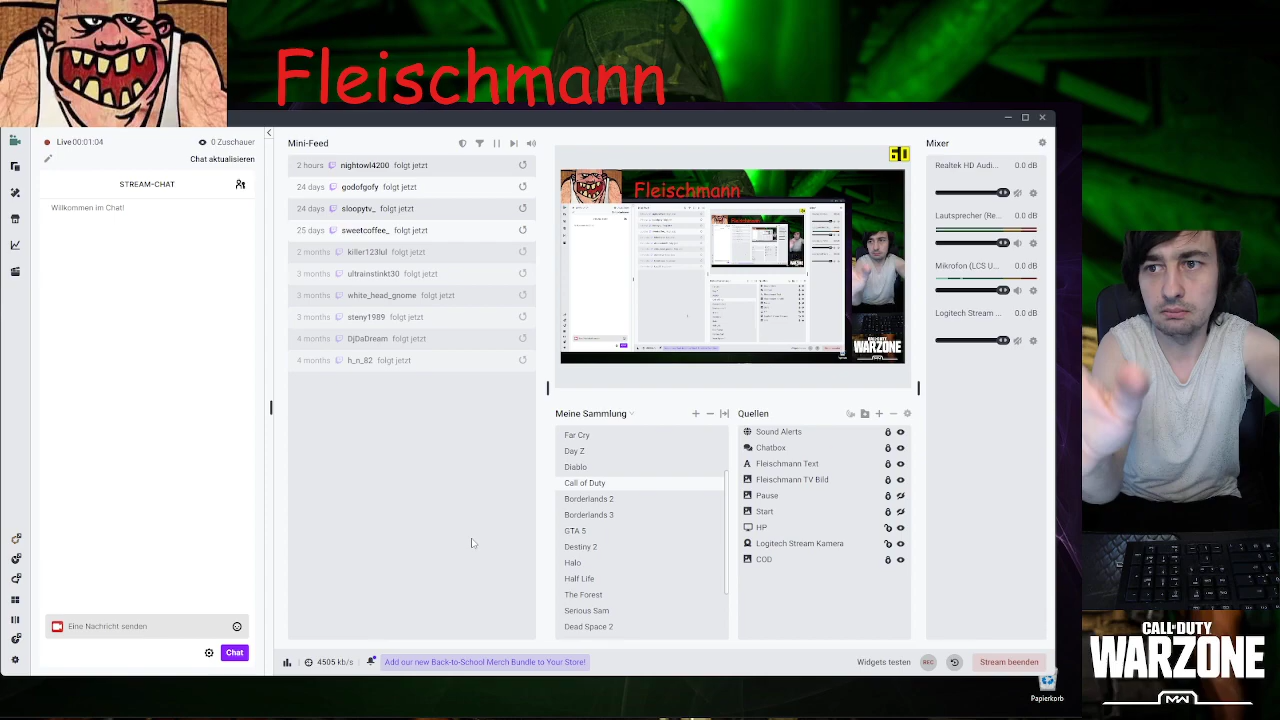 Fleischmann
Live 00:01:04
0 Zuschauer
Chat aktualisieren
STREAM-CHAT
Willkommen im Chat!
Eine Nachricht senden
Chat
Mini-Feed
2 hours nightowl4200 folgt jetzt
24 days godofgofy folgt jetzt
24 days sloopyty_ folgt jetzt
25 days sweetcoffejo folgt jetzt
2 months killer123lul folgt jetzt
3 months ultrainstinkt30 folgt jetzt
3 months white_head_gnome folgt jetzt
3 months steny1989 folgt jetzt
4 months DjDaDream folgt jetzt
4 months h_n_82 folgt jetzt
60
Fleischmann
WARZONE
Meine Sammlung
Far Cry
Day Z
Diablo
Call of Duty
Borderlands 2
Borderlands 3
GTA 5
Destiny 2
Halo
Half Life
The Forest
Serious Sam
Dead Space 2
Quellen
Sound Alerts
Chatbox
Fleischmann Text
Fleischmann TV Bild
Pause
Start
HP
Logitech Stream Kamera
COD
Mixer
Realtek HD Audi... 0.0 dB
Lautsprecher (Re... 0.0 dB
Mikrofon (LCS U... 0.0 dB
Logitech Stream ... 0.0 dB
4505 kb/s
Add our new Back-to-School Merch Bundle to Your Store!
Widgets testen
REC
Stream beenden
Papierkorb
CALL OF DUTY
WARZONE
MW